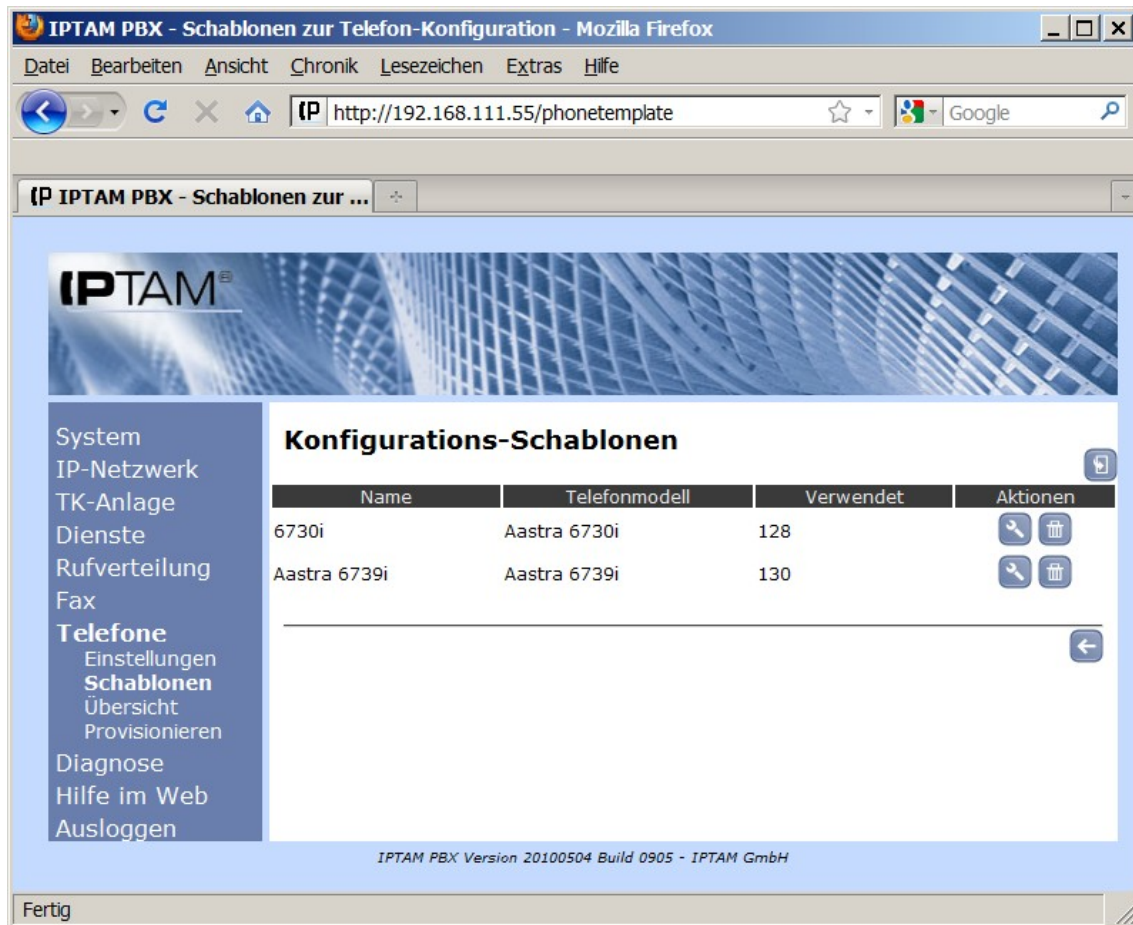 IPTAM PBX - Schablonen zur Telefon-Konfiguration - Mozilla Firefox
Datei Bearbeiten Ansicht Chronik Lesezeichen Extras Hilfe
http://192.168.111.55/phonetemplate Google
IPTAM PBX - Schablonen zur ...
IPTAM®
System
IP-Netzwerk
TK-Anlage
Dienste
Rufverteilung
Fax
Telefone
Einstellungen
Schablonen
Übersicht
Provisionieren
Diagnose
Hilfe im Web
Ausloggen
Konfigurations-Schablonen
Name Telefonmodell Verwendet Aktionen
6730i Aastra 6730i 128
Aastra 6739i Aastra 6739i 130
IPTAM PBX Version 20100504 Build 0905 - IPTAM GmbH
Fertig